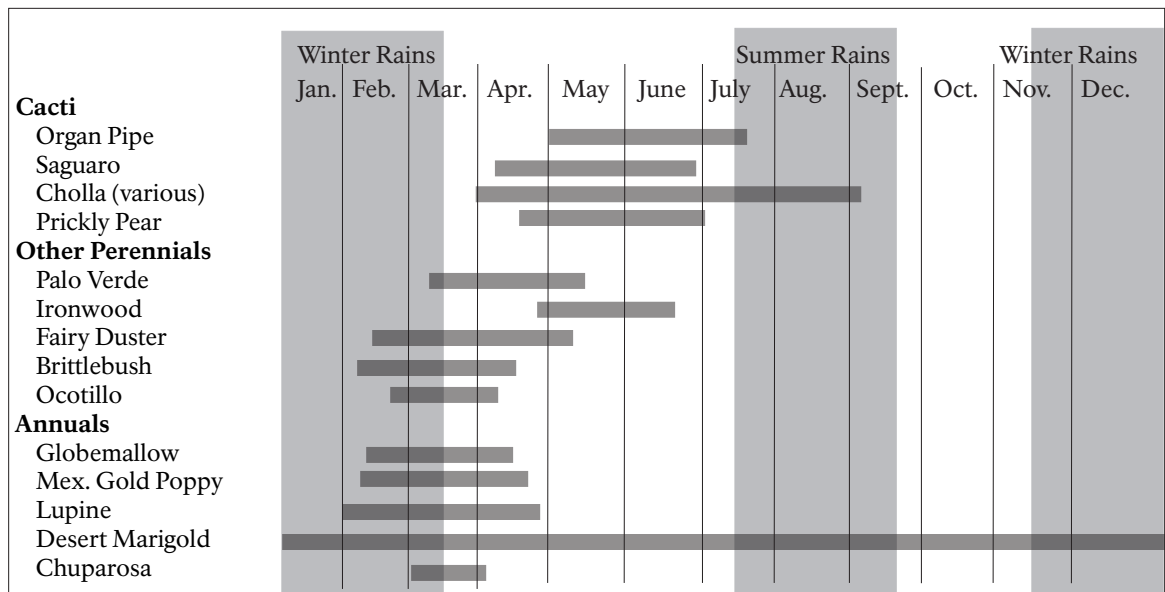 Winter Rains Summer Rains Winter Rains
Jan. Feb. Mar. Apr. May June July Aug. Sept. Oct. Nov. Dec.
Cacti
Organ Pipe
Saguaro
Cholla (various)
Prickly Pear
Other Perennials
Palo Verde
Ironwood
Fairy Duster
Brittlebush
Ocotillo
Annuals
Globemallow
Mex. Gold Poppy
Lupine
Desert Marigold
Chuparosa